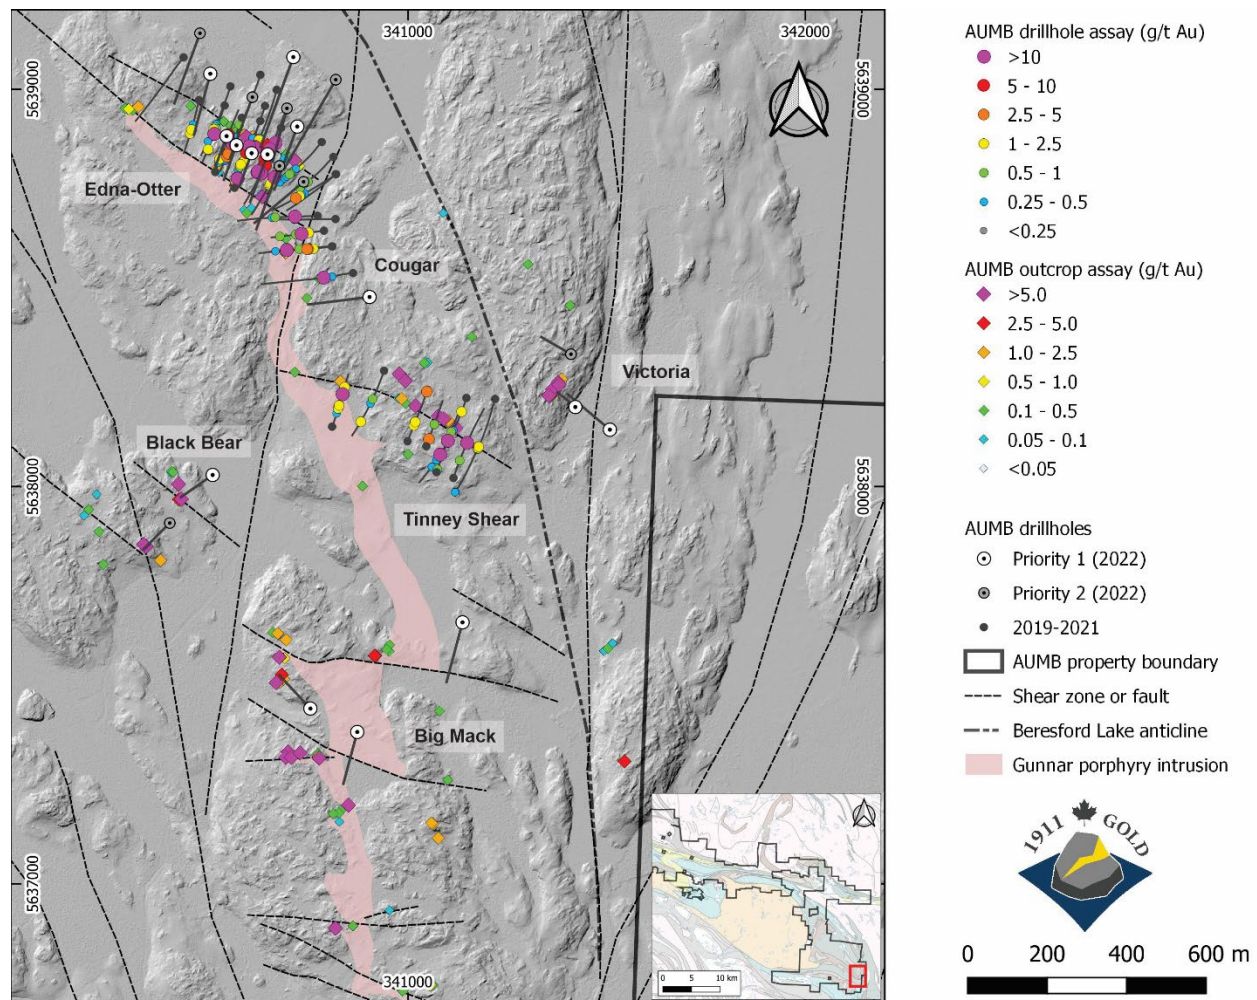 341000
342000
5639000
5639000
Edna-Otter
Cougar
Victoria
Black Bear
5638000
5638000
Tinney Shear
Big Mack
5637000
341000
0 5 10 km
AUMB drillhole assay (g/t Au)
>10
5 - 10
2.5 - 5
1 - 2.5
0.5 - 1
0.25 - 0.5
<0.25
AUMB outcrop assay (g/t Au)
>5.0
2.5 - 5.0
1.0 - 2.5
0.5 - 1.0
0.1 - 0.5
0.05 - 0.1
<0.05
AUMB drillholes
Priority 1 (2022)
Priority 2 (2022)
2019-2021
AUMB property boundary
Shear zone or fault
Beresford Lake anticline
Gunnar porphyry intrusion
1911 GOLD
0 200 400 600 m